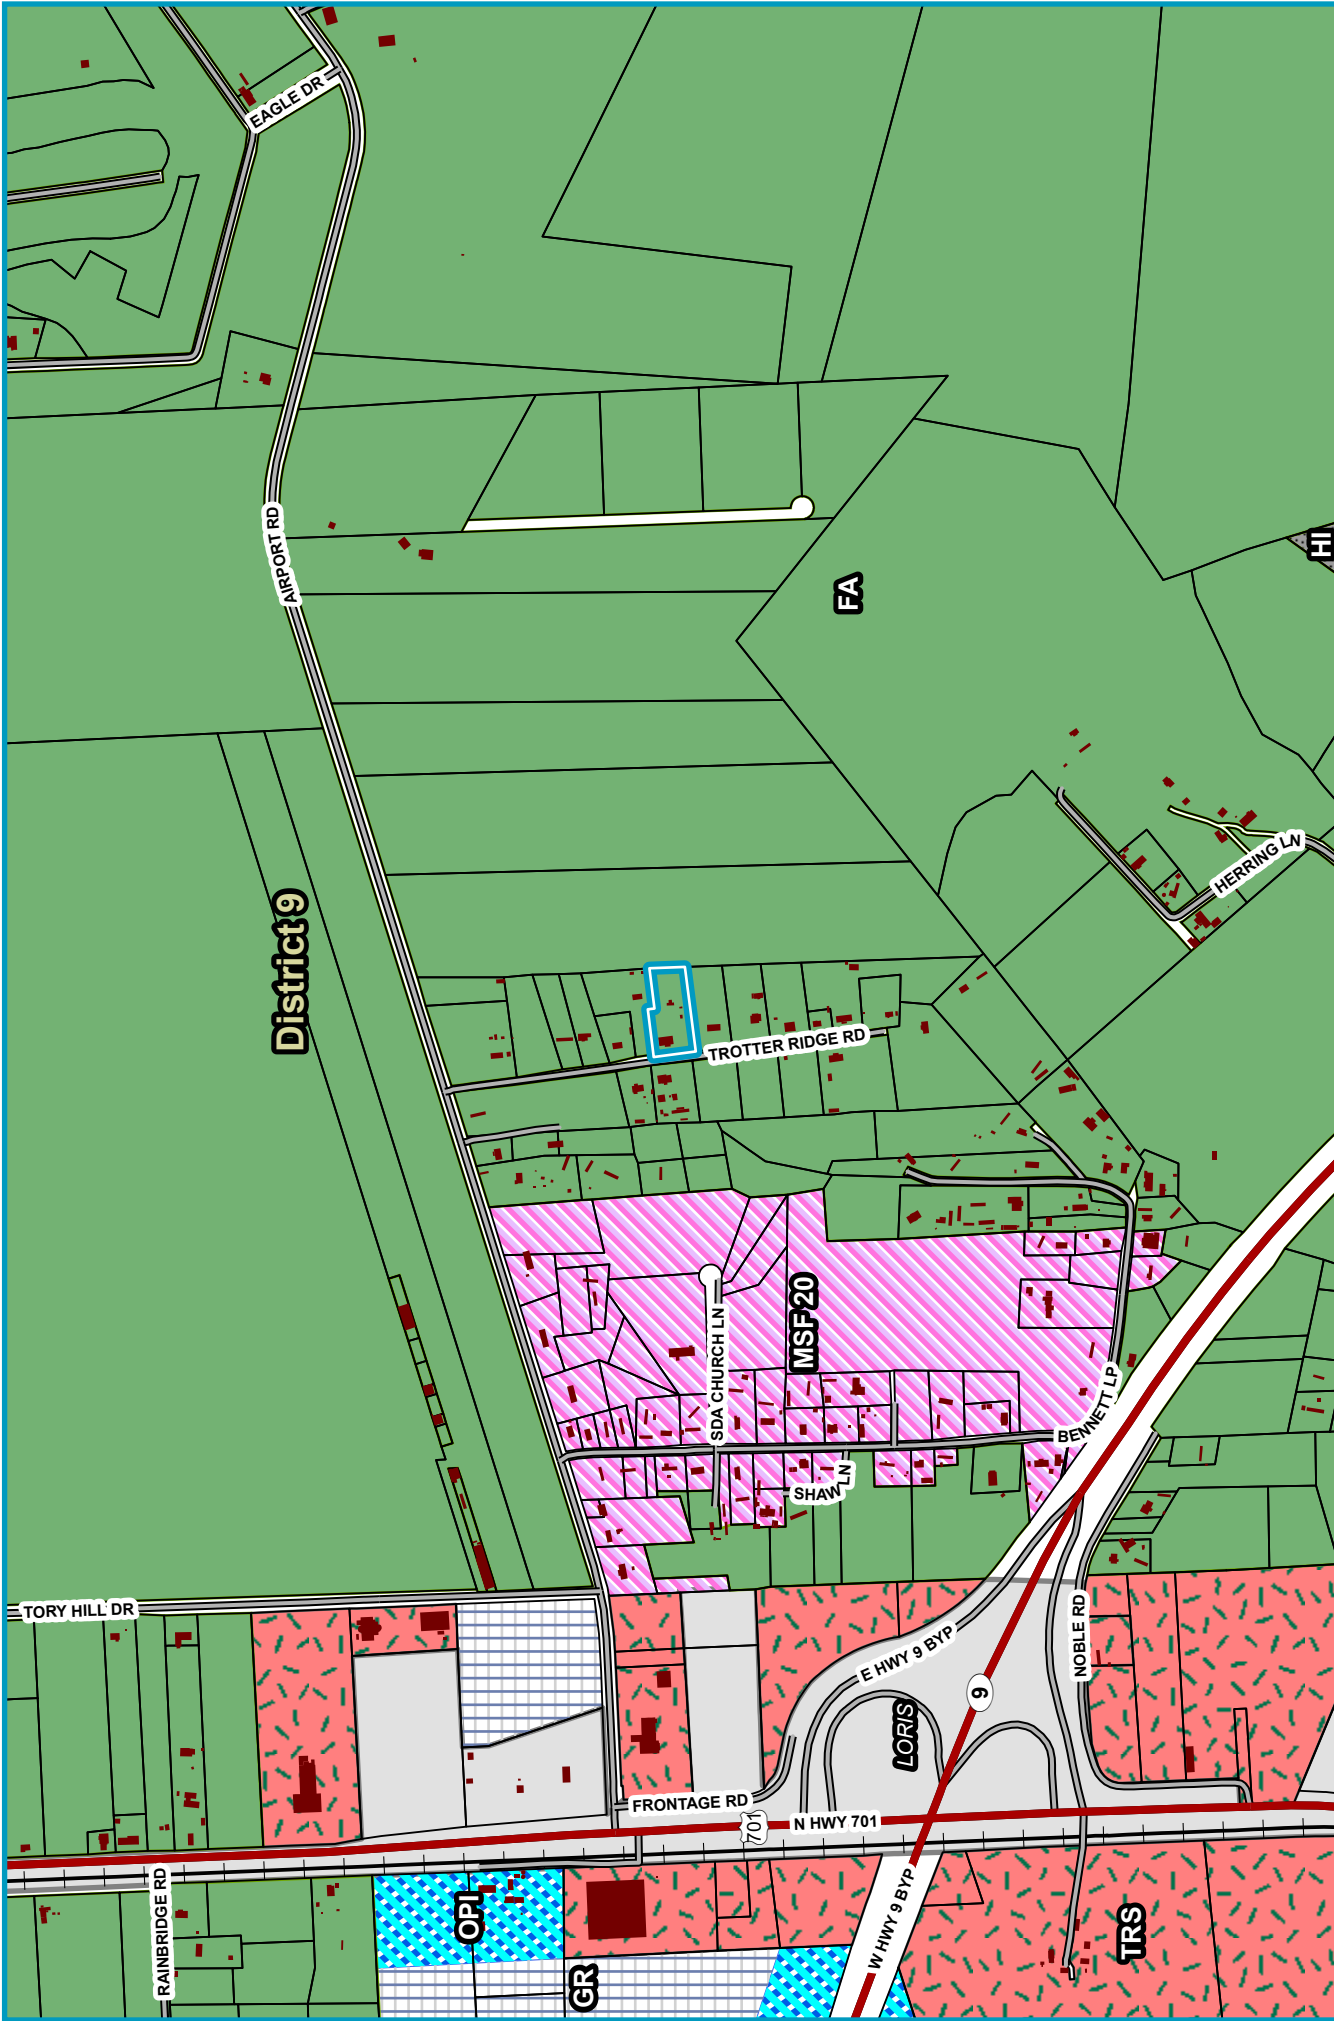 EAGLE DR
AIRPORT RD
HI
FA
HERRING LN
District 9
TROTTER RIDGE RD
MSF 20
SDA CHURCH LN
BENNETT LP
SHAW LN
TORY HILL DR
NOBLE RD
E HWY 9 BYP
9
LORIS
FRONTAGE RD
701
N HWY 701
RAINBRIDGE RD
OPI
W HWY 9 BYP
TRS
GR